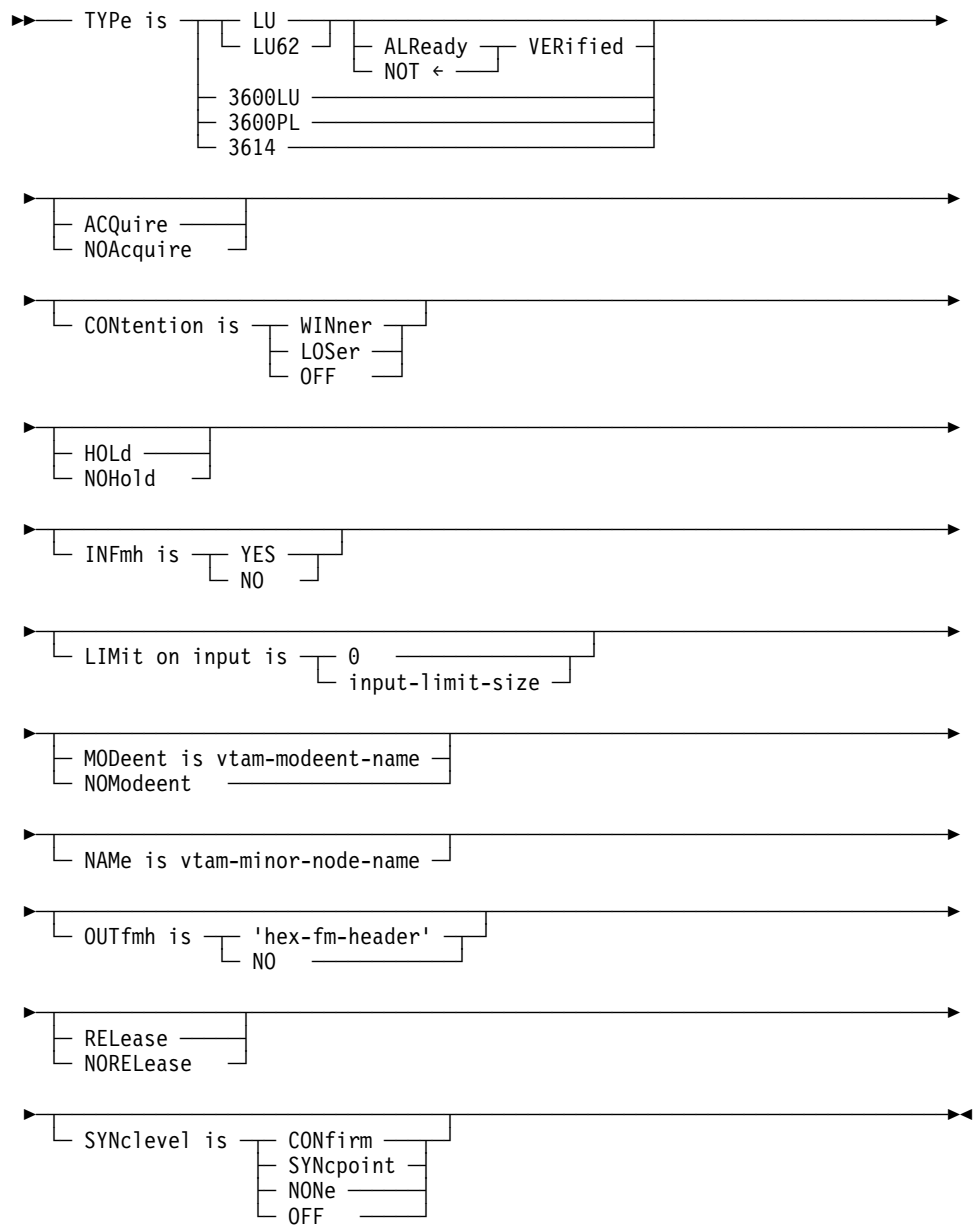 TYPe is LU
LU62 ALReady VERified
NOT ←
3600LU
3600PL
3614
ACQuire
NOAcquire
CONtention is WINner
LOSer
OFF
HOLd
NOHold
INFmh is YES
NO
LIMit on input is 0
input-limit-size
MODeent is vtam-modeent-name
NOModeent
NAMe is vtam-minor-node-name
OUTfmh is 'hex-fm-header'
NO
RELease
NORELease
SYNclevel is CONfirm
SYNcpoint
NONe
OFF